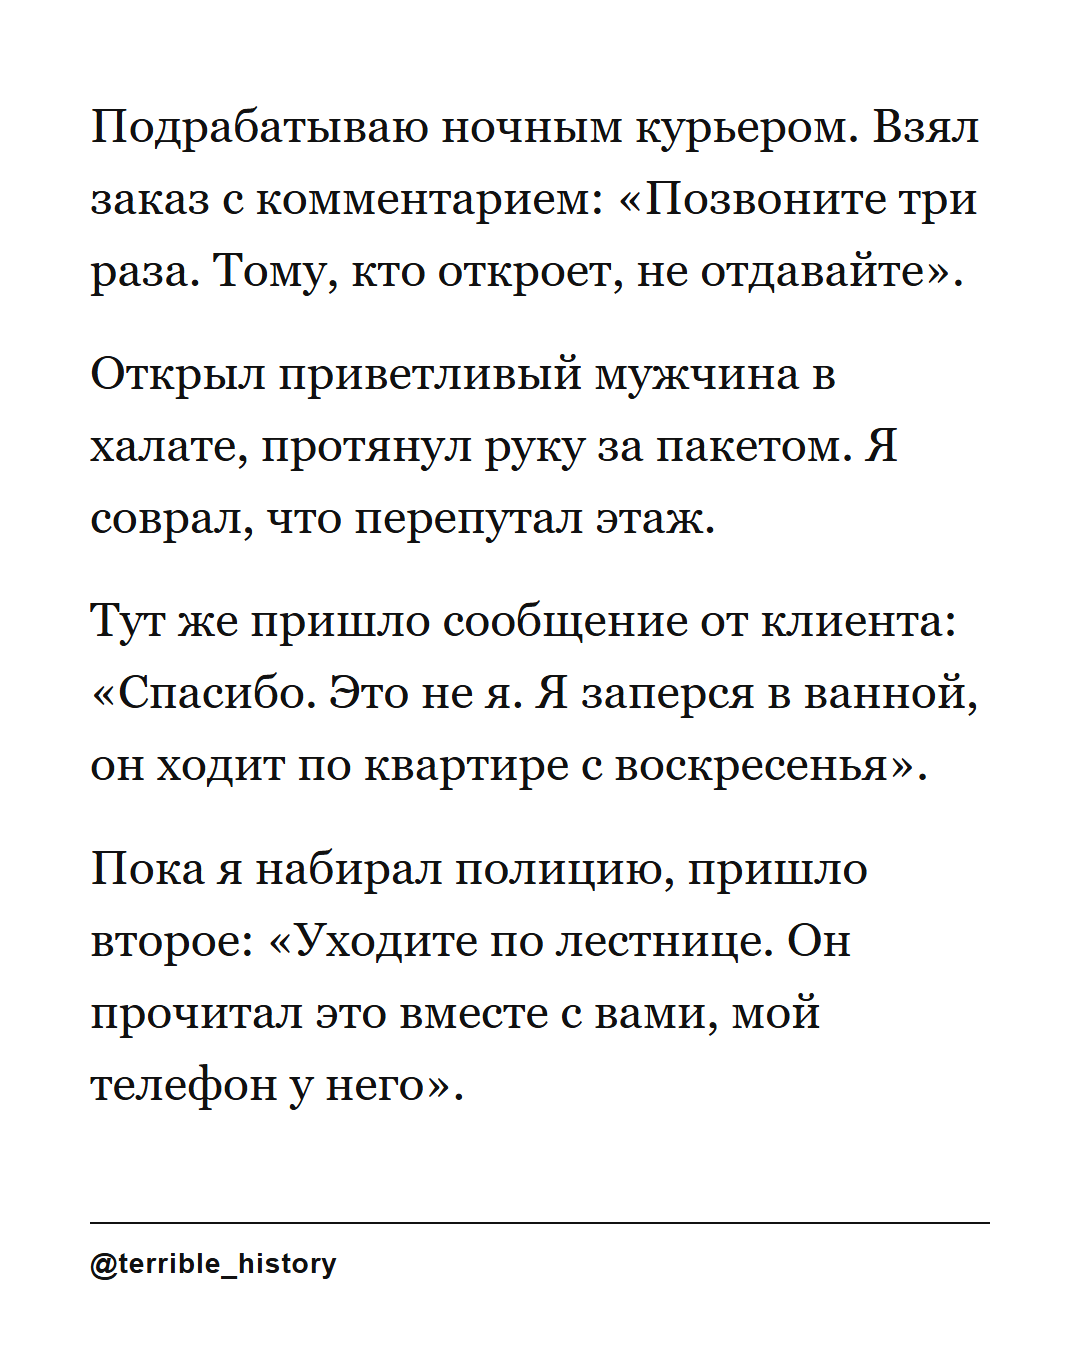 Подрабатываю ночным курьером. Взял
заказ с комментарием: «Позвоните три
раза. Тому, кто откроет, не отдавайте».
Открыл приветливый мужчина в
халате, протянул руку за пакетом. Я
соврал, что перепутал этаж.
Тут же пришло сообщение от клиента:
«Спасибо. Это не я. Я заперся в ванной,
он ходит по квартире с воскресенья».
Пока я набирал полицию, пришло
второе: «Уходите по лестнице. Он
прочитал это вместе с вами, мой
телефон у него».
@terrible_history